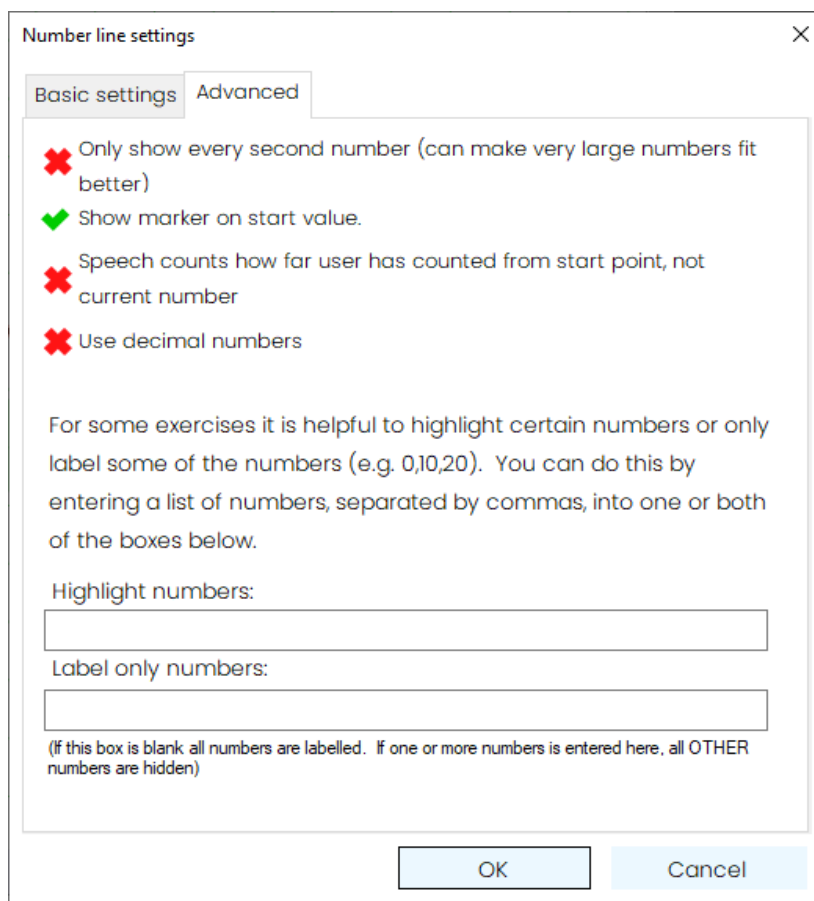 Number line settings
Basic settings
Advanced
Only show every second number (can make very large numbers fit
better)
Show marker on start value.
Speech counts how far user has counted from start point, not
current number
Use decimal numbers
For some exercises it is helpful to highlight certain numbers or only
label some of the numbers (e.g. 0,10,20).  You can do this by
entering a list of numbers, separated by commas, into one or both
of the boxes below.
Highlight numbers:
Label only numbers:
(If this box is blank all numbers are labelled.  If one or more numbers is entered here, all OTHER
numbers are hidden)
OK
Cancel